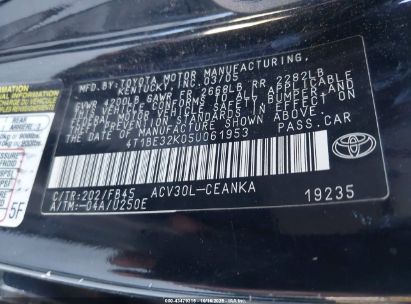 MFD. BY: TOYOTA MOTOR MANUFACTURING,
KENTUCKY, INC. 03/05
GVWR 4200LB GAWR FR 2668LB RR 2282LB
THIS VEHICLE CONFORMS TO ALL APPLICABLE
FEDERAL MOTOR VEHICLE SAFETY, BUMPER,
AND THEFT PREVENTION STANDARDS IN EFFECT
ON THE DATE OF MANUFACTURE SHOWN ABOVE.
4T1BE32K05U061953 PASS.CAR
C/TR:202/FB45 ACV30L-CEANKA
A/TM:-04A/U250E 19235
TOYOTA
5F